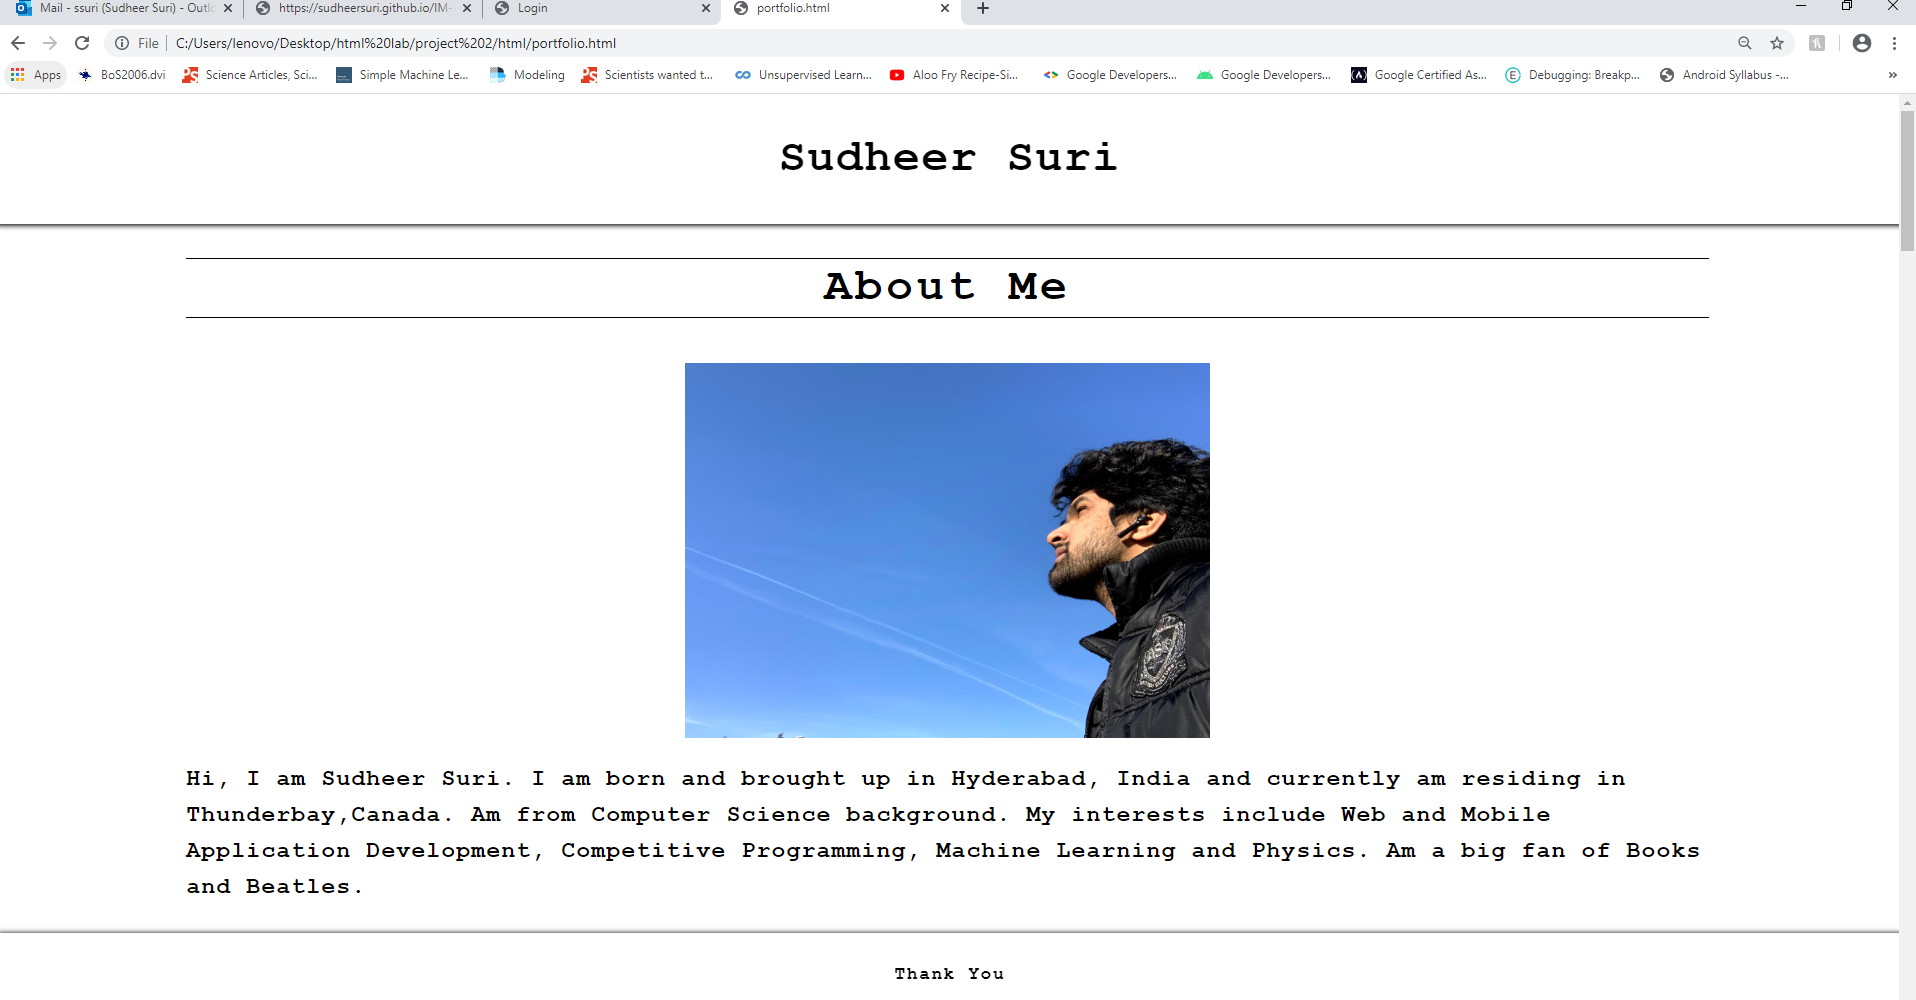 Mail - ssuri (Sudheer Suri) - Outl
https://sudheersuri.github.io/IM-
Login
portfolio.html
File
C:/Users/lenovo/Desktop/html%20lab/project%202/html/portfolio.html
Apps
BoS2006.dvi
Science Articles, Sci...
Simple Machine Le...
Modeling
Scientists wanted t...
Unsupervised Learn...
Aloo Fry Recipe-Si...
Google Developers...
Google Developers...
Google Certified As...
Debugging: Breakp...
Android Syllabus -...
Sudheer Suri
About Me
Hi, I am Sudheer Suri. I am born and brought up in Hyderabad, India and currently am residing in
Thunderbay,Canada. Am from Computer Science background. My interests include Web and Mobile
Application Development, Competitive Programming, Machine Learning and Physics. Am a big fan of Books
and Beatles.
Thank You